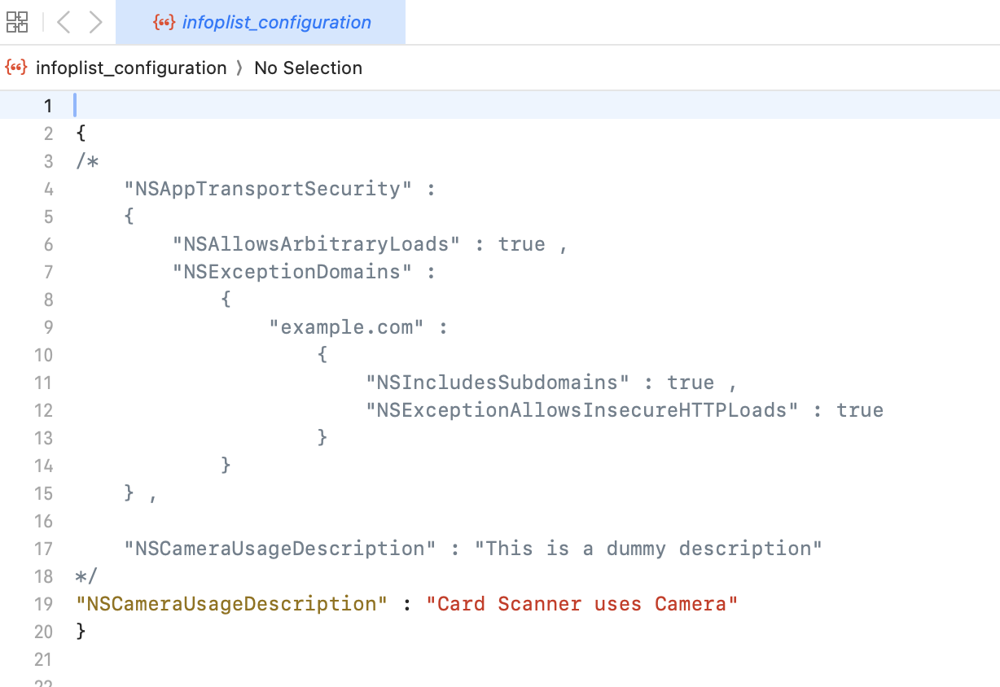 infoplist_configuration
infoplist_configuration 〉 No Selection
1
2 {
3 /*
4     "NSAppTransportSecurity" :
5     {
6         "NSAllowsArbitraryLoads" : true ,
7         "NSExceptionDomains" :
8             {
9                 "example.com" :
10                     {
11                         "NSIncludesSubdomains" : true ,
12                         "NSExceptionAllowsInsecureHTTPLoads" : true
13                     }
14             }
15     } ,
16
17     "NSCameraUsageDescription" : "This is a dummy description"
18 */
19 "NSCameraUsageDescription" : "Card Scanner uses Camera"
20 }
21
22